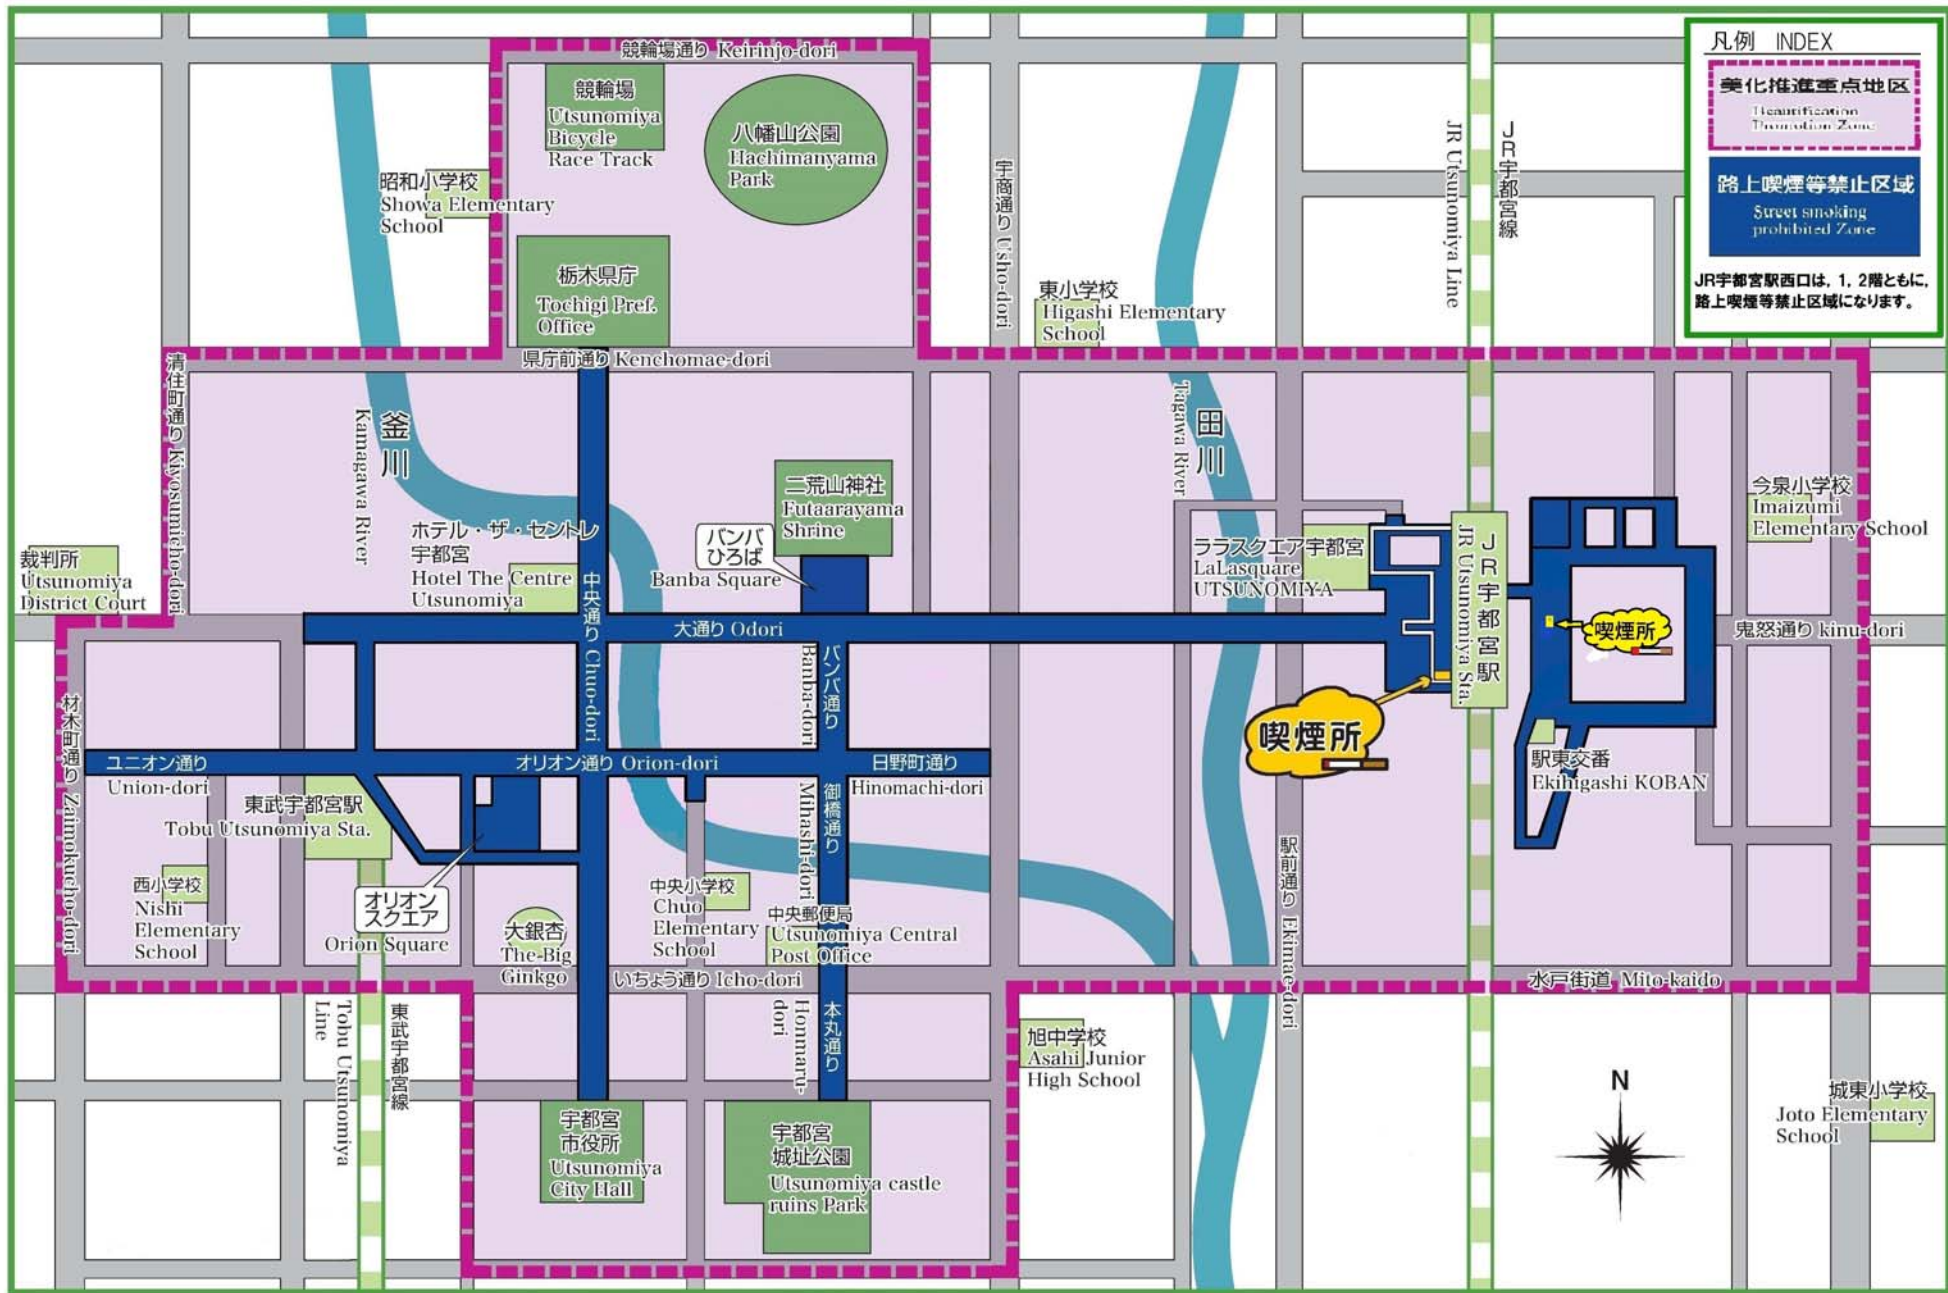 競輪場通り Keirinjo-dori
凡例 INDEX
美化推進重点地区
Beautification
Promotion Zone
路上喫煙等禁止区域
Street smoking
prohibited Zone
JR宇都宮駅西口は，1，2階ともに，
路上喫煙等禁止区域になります。
競輪場
Utsunomiya
Bicycle
Race Track
八幡山公園
Hachimanyama
Park
昭和小学校
Showa Elementary
School
宇商通り Usho-dori
JR Utsunomiya Line
JR宇都宮線
栃木県庁
Tochigi Pref.
Office
東小学校
Higashi Elementary
School
県庁前通り Kenchomae-dori
清住町通り Kiyosumicho-dori
釜川
Kamagawa River
田川
Tagawa River
二荒山神社
Futaarayama
Shrine
バンバ
ひろば
Banba Square
ホテル・ザ・セントレ
宇都宮
Hotel The Centre
Utsunomiya
ララスクエア宇都宮
LaLasquare
UTSUNOMIYA
JR宇都宮駅
JR Utsunomiya Sta.
今泉小学校
Imaizumi
Elementary School
裁判所
Utsunomiya
District Court
中央通り Chuo-dori
大通り Odori
喫煙所
鬼怒通り kinu-dori
バンバ通り
Banba-dori
材木町通り Zaimokucho-dori
喫煙所
ユニオン通り
Union-dori
オリオン通り Orion-dori
日野町通り
Hinomachi-dori
駅東交番
Ekihigashi KOBAN
東武宇都宮駅
Tobu Utsunomiya Sta.
御橋通り
Mihashi-dori
駅前通り Ekimae-dori
西小学校
Nishi
Elementary
School
オリオン
スクエア
Orion Square
大銀杏
The Big
Ginkgo
中央小学校
Chuo
Elementary
School
中央郵便局
Utsunomiya Central
Post Office
いちょう通り Icho-dori
水戸街道 Mito-kaido
Tobu Utsunomiya
Line
東武宇都宮線
本丸通り
Honmaru-
dori
旭中学校
Asahi Junior
High School
N
城東小学校
Joto Elementary
School
宇都宮
市役所
Utsunomiya
City Hall
宇都宮
城址公園
Utsunomiya castle
ruins Park